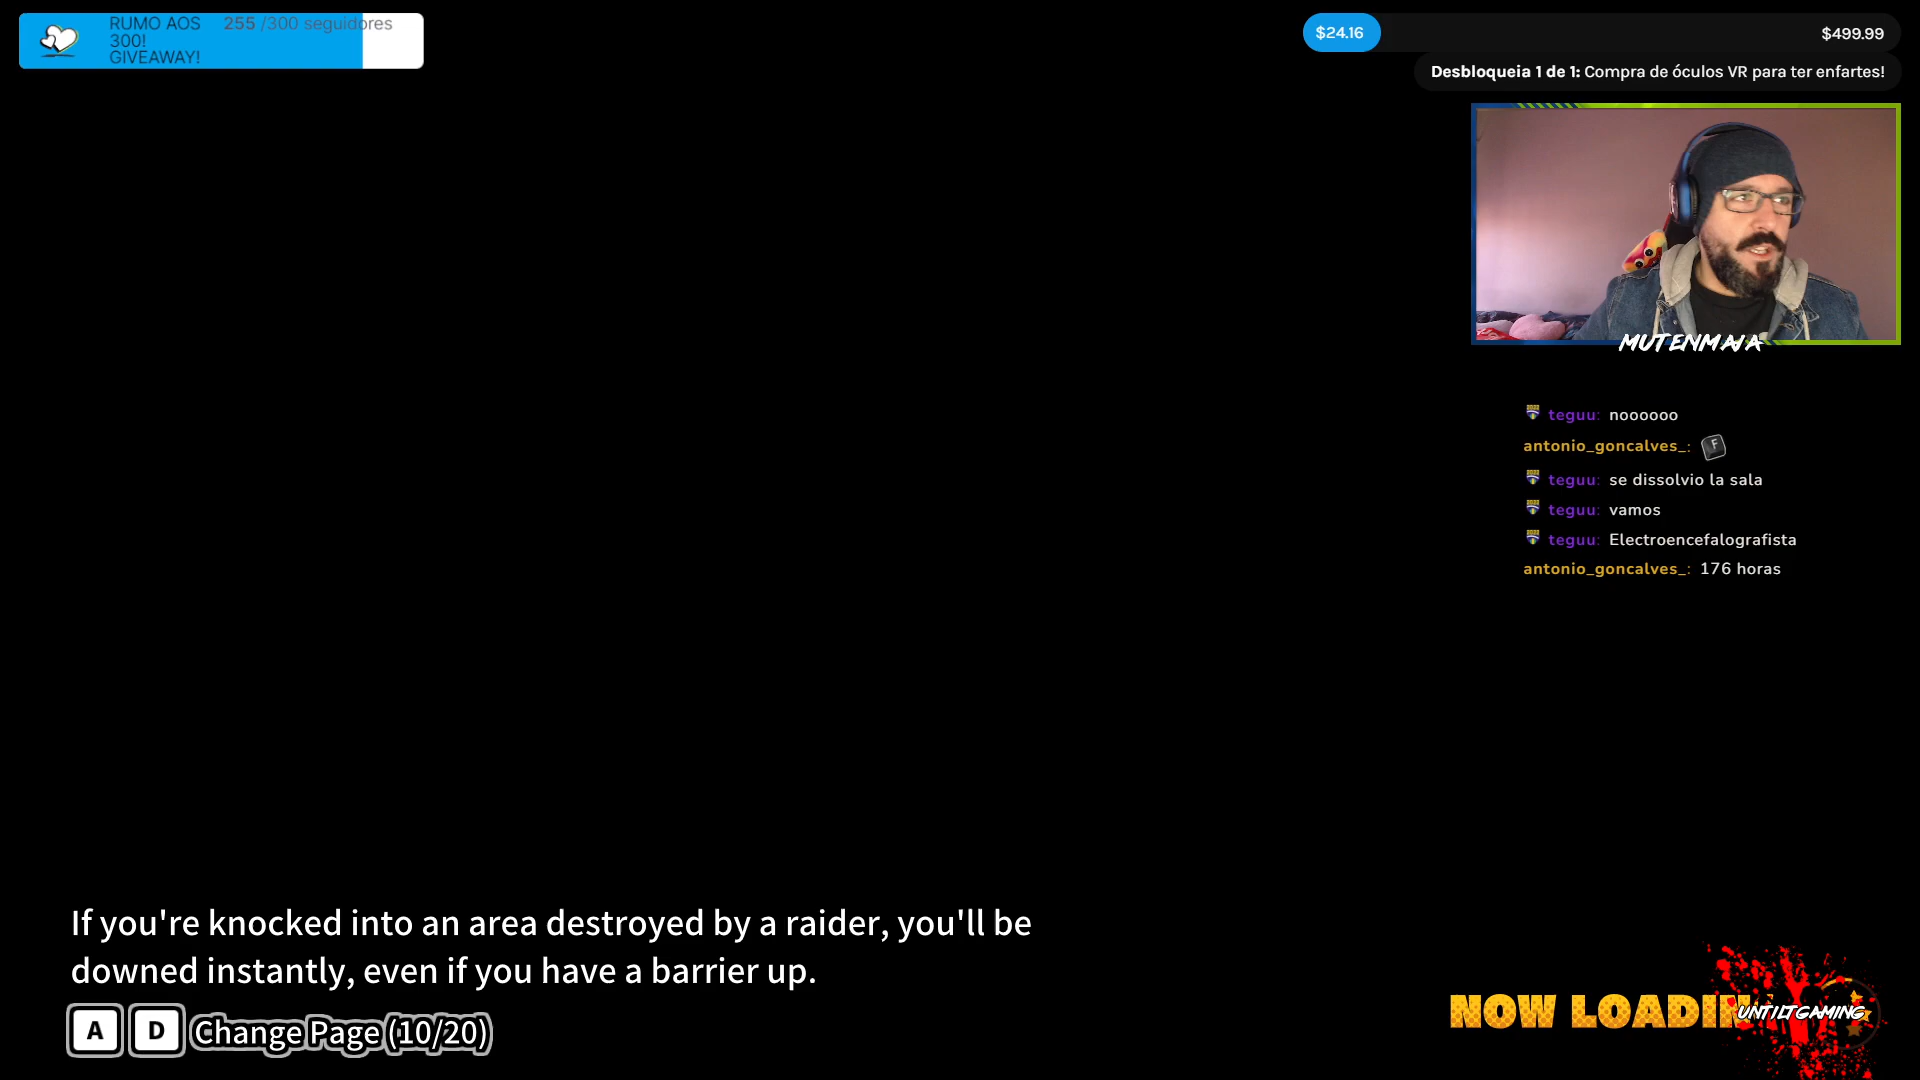 RUMO AOS 300! GIVEAWAY!
255 /300 seguidores
$24.16
$499.99
Desbloqueia 1 de 1: Compra de óculos VR para ter enfartes!
MUTENMAJA
teguu: noooooo
antonio_goncalves_: F
teguu: se dissolvio la sala
teguu: vamos
teguu: Electroencefalografista
antonio_goncalves_: 176 horas
If you're knocked into an area destroyed by a raider, you'll be
downed instantly, even if you have a barrier up.
A D Change Page (10/20)
NOW LOADIN
UNTILTGAMING